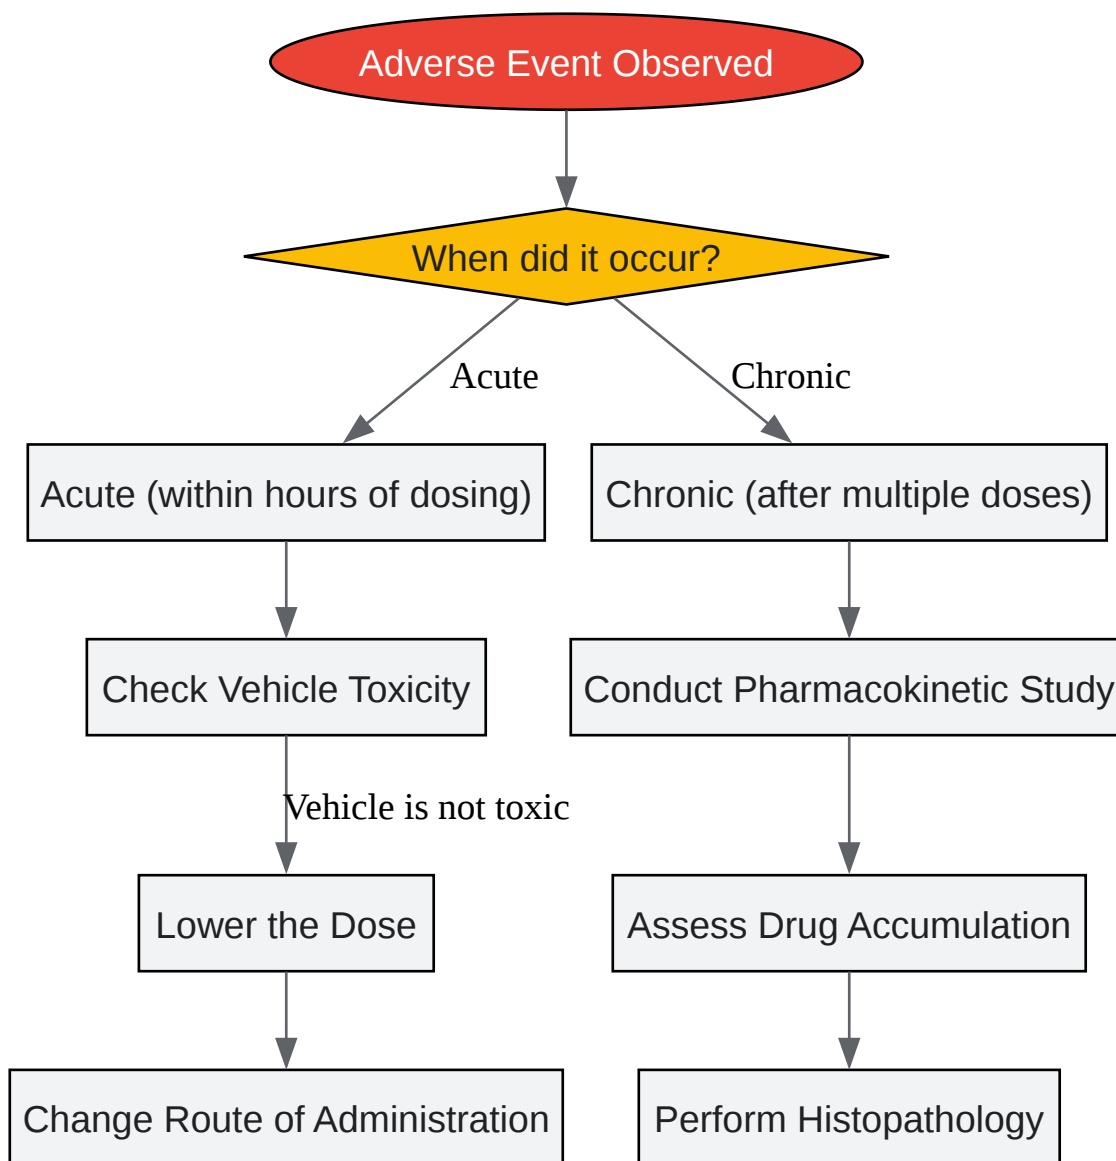 Adverse Event Observed
When did it occur?
Acute
Chronic
Acute (within hours of dosing)
Chronic (after multiple doses)
Check Vehicle Toxicity
Conduct Pharmacokinetic Study
Vehicle is not toxic
Lower the Dose
Assess Drug Accumulation
Change Route of Administration
Perform Histopathology